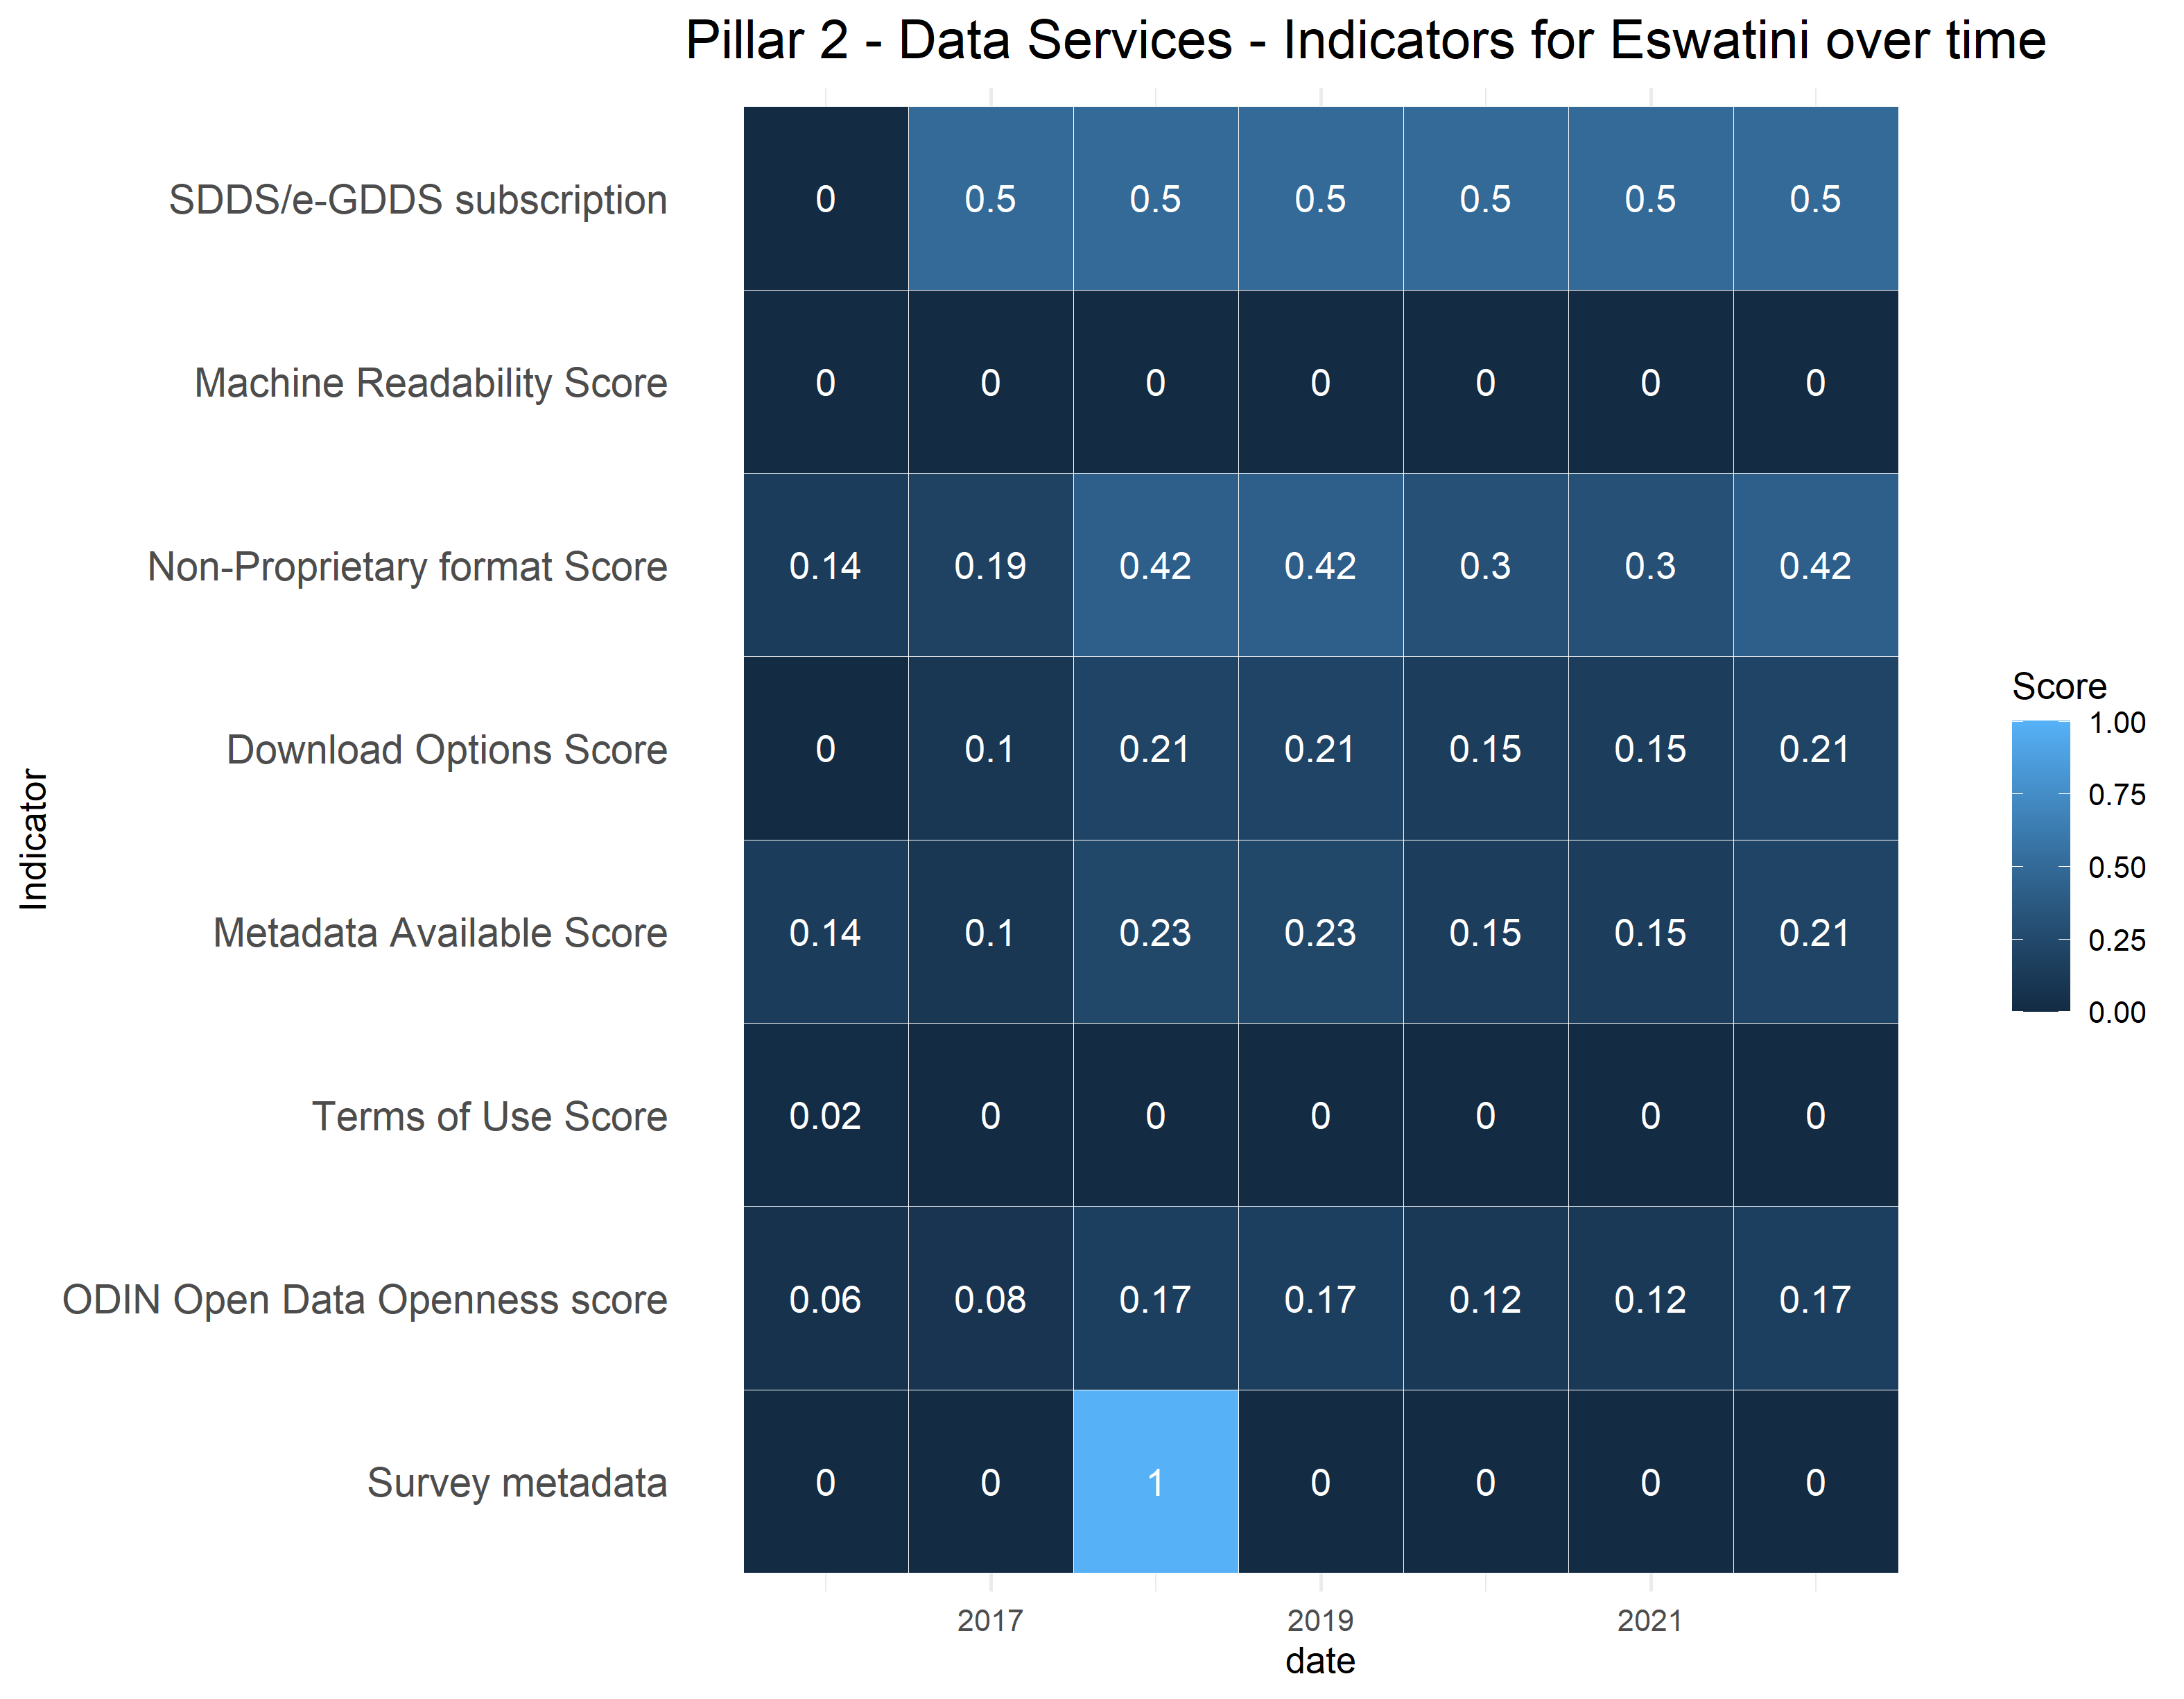 Pillar 2 - Data Services - Indicators for Eswatini over time
SDDS/e-GDDS subscription 0 0.5 0.5 0.5 0.5 0.5 0.5
Machine Readability Score 0 0 0 0 0 0 0
Non-Proprietary format Score 0.14 0.19 0.42 0.42 0.3 0.3 0.42
Download Options Score 0 0.1 0.21 0.21 0.15 0.15 0.21
Metadata Available Score 0.14 0.1 0.23 0.23 0.15 0.15 0.21
Terms of Use Score 0.02 0 0 0 0 0 0
ODIN Open Data Openness score 0.06 0.08 0.17 0.17 0.12 0.12 0.17
Survey metadata 0 0 1 0 0 0 0
2017 2019 2021
date
Indicator
Score
1.00
0.75
0.50
0.25
0.00